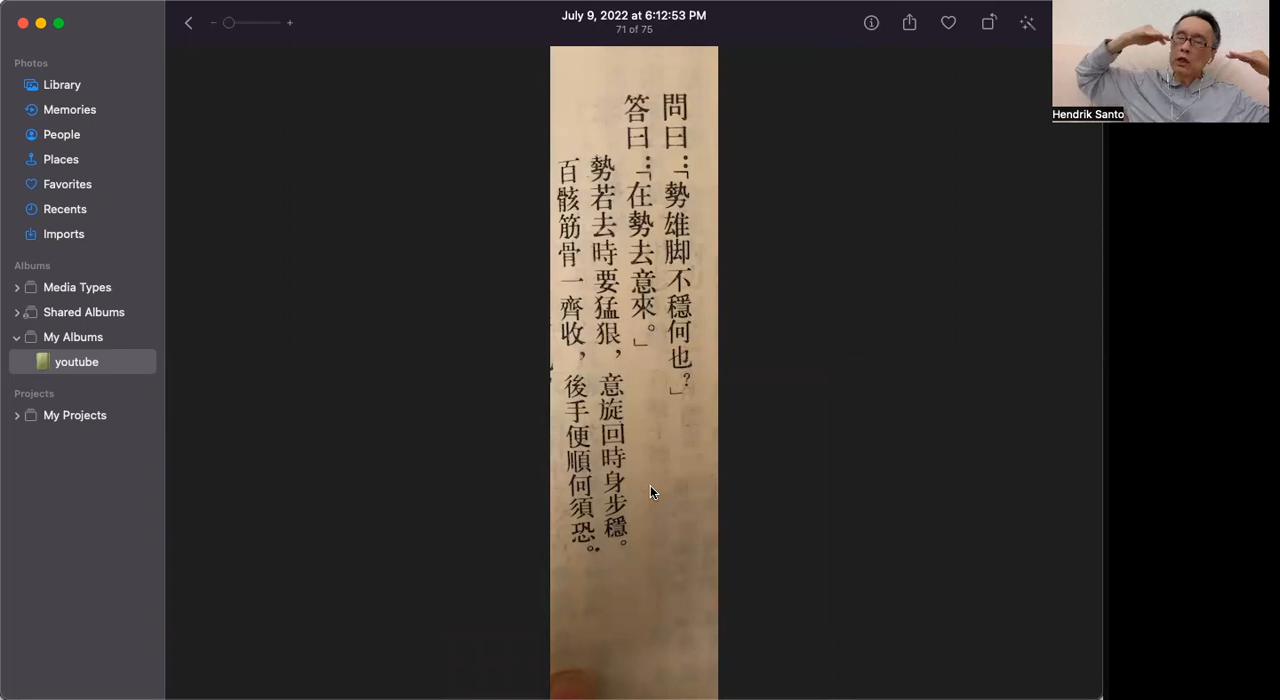 July 9, 2022 at 6:12:53 PM
71 of 75
Photos
Library
Memories
People
Places
Favorites
Recents
Imports
Albums
Media Types
Shared Albums
My Albums
youtube
Projects
My Projects
問曰：「勢雄脚不穩何也？」
答曰：「在勢去意來。」
勢若去時要猛狠，意旋回時身步穩。
百骸筋骨一齊收，後手便順何須恐。
Hendrik Santo